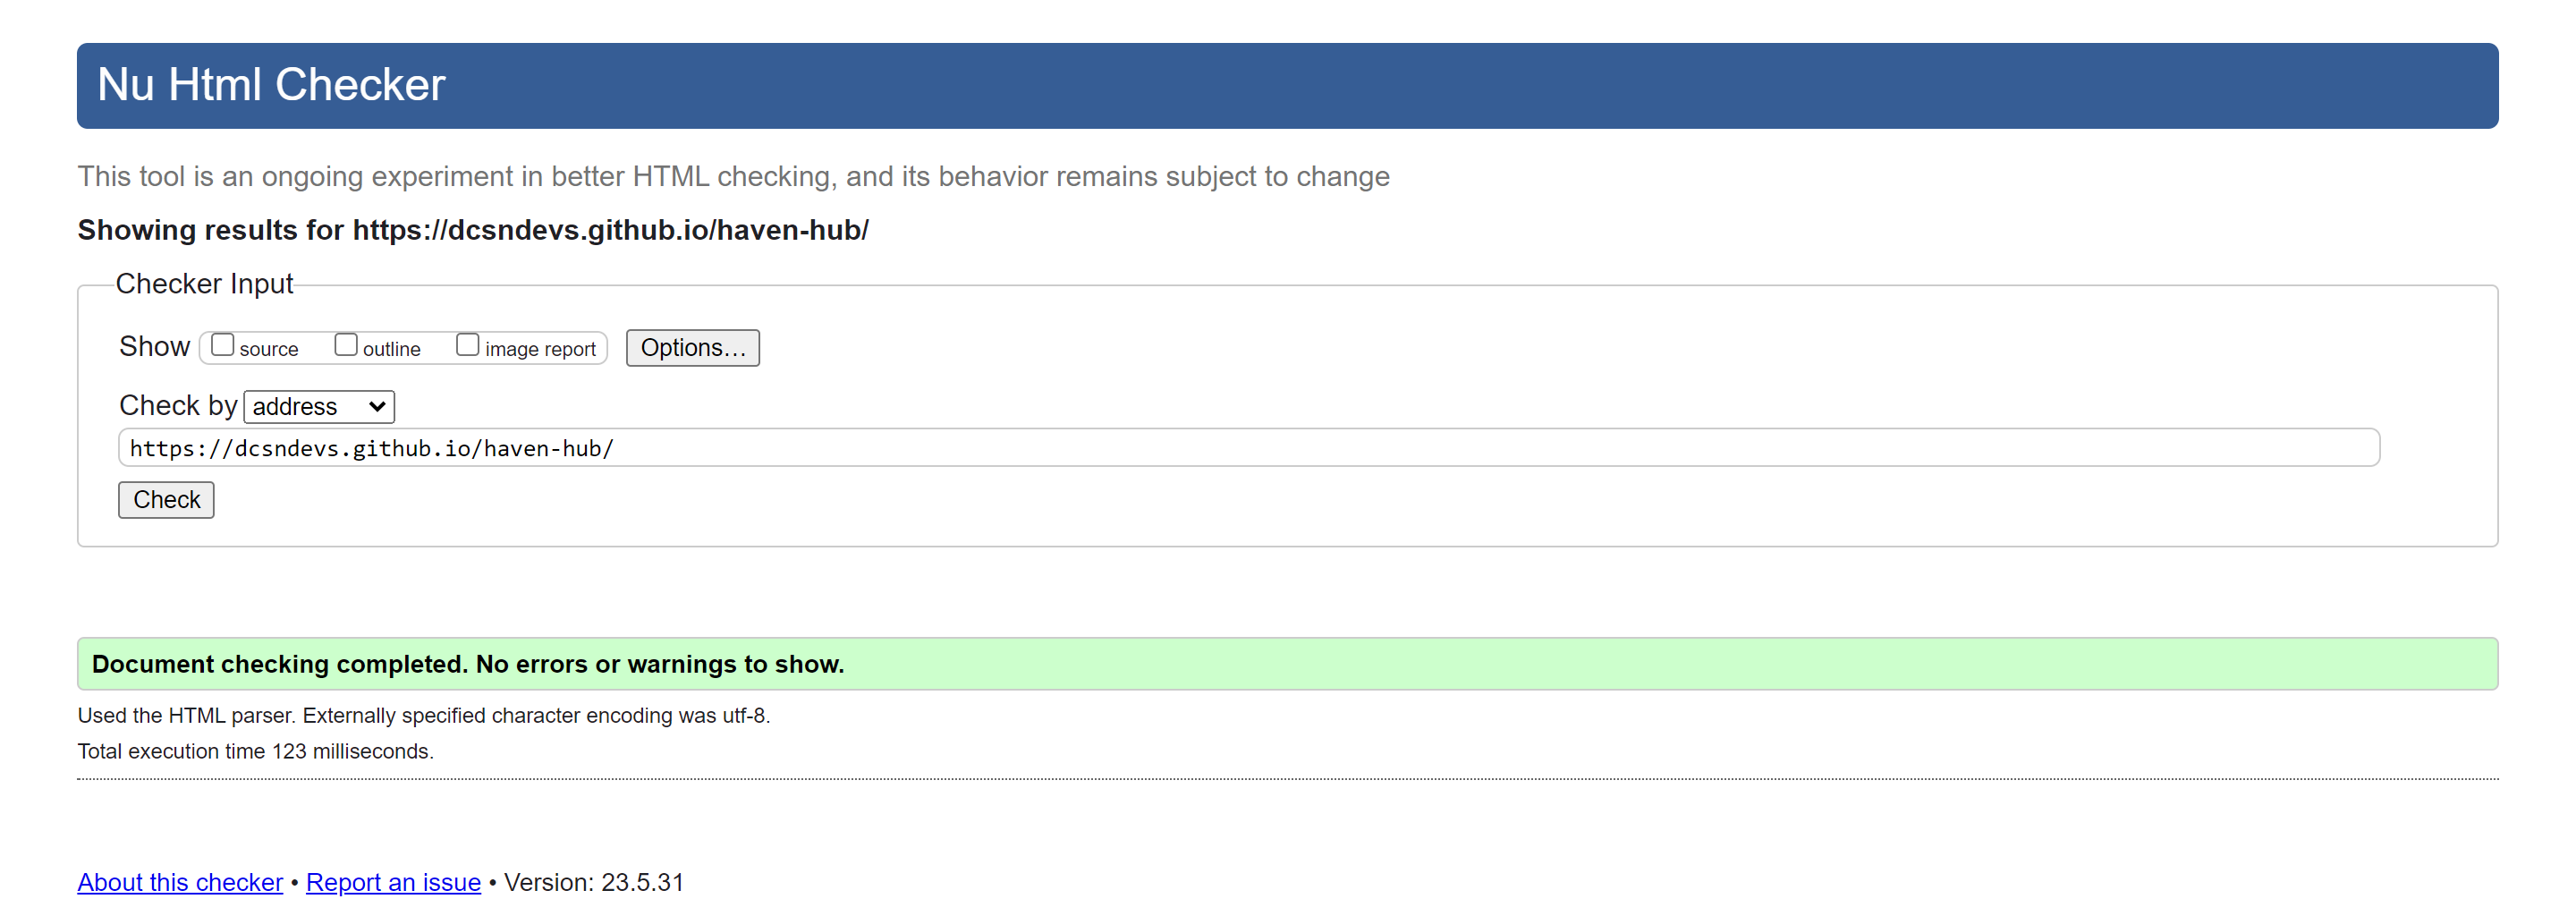 Nu Html Checker
This tool is an ongoing experiment in better HTML checking, and its behavior remains subject to change
Showing results for https://dcsndevs.github.io/haven-hub/
Checker Input
Show source outline image report Options...
Check by address
https://dcsndevs.github.io/haven-hub/
Check
Document checking completed. No errors or warnings to show.
Used the HTML parser. Externally specified character encoding was utf-8.
Total execution time 123 milliseconds.
About this checker • Report an issue • Version: 23.5.31